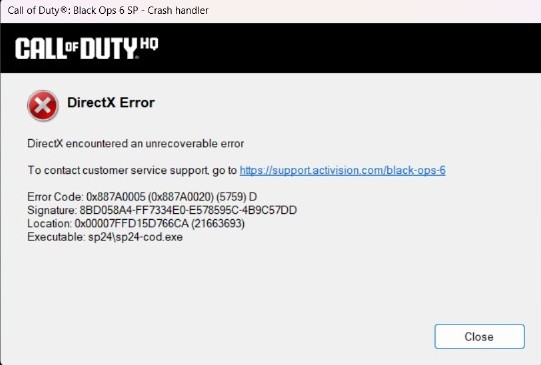 Call of Duty®: Black Ops 6 SP - Crash handler
CALL OF DUTY HQ
DirectX Error
DirectX encountered an unrecoverable error
To contact customer service support, go to https://support.activision.com/black-ops-6
Error Code: 0x887A0005 (0x887A0020) (5759) D
Signature: 8BD058A4-FF7334E0-E578595C-4B9C57DD
Location: 0x00007FFD15D766CA (21663693)
Executable: sp24\sp24-cod.exe
Close